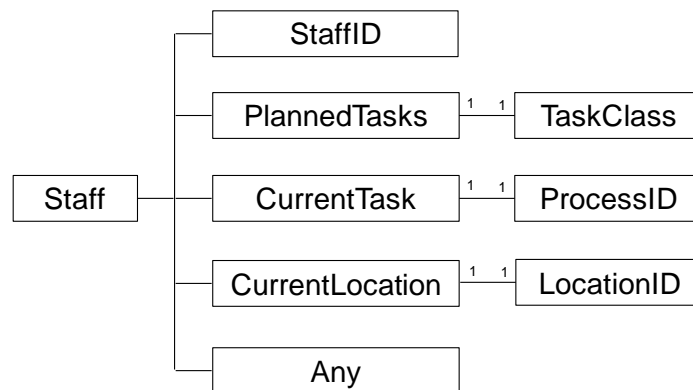 StaffID
PlannedTasks 1 1 TaskClass
Staff CurrentTask 1 1 ProcessID
CurrentLocation 1 1 LocationID
Any